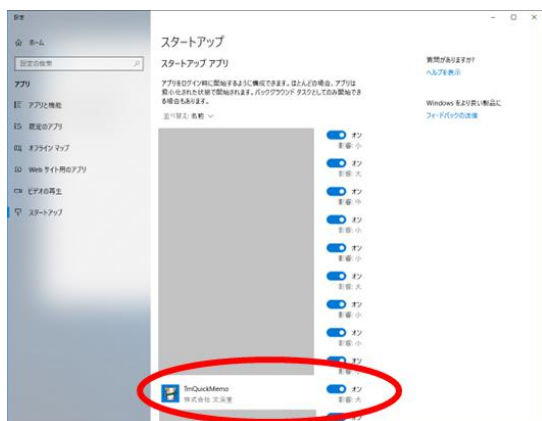 設定
ホーム
設定の検索
アプリ
アプリと機能
既定のアプリ
オフライン マップ
Web サイト用のアプリ
ビデオの再生
スタートアップ
スタートアップ
スタートアップ アプリ
アプリをログイン時に開始するように構成できます。ほとんどの場合、アプリは
最小化された状態で開始されます。バックグラウンド タスクとしてのみ開始でき
る場合もあります。
並べ替え: 名前
オン
影響: 小
オン
影響: 大
オン
影響: 中
オン
影響: 小
オン
影響: 小
オン
影響: 大
オン
影響: 小
オン
影響: 小
オン
影響: 小
TmQuickMemo
株式会社 文溪堂
オン
影響: 大
オン
質問がありますか?
ヘルプを表示
Windows をより良い製品に
フィードバックの送信